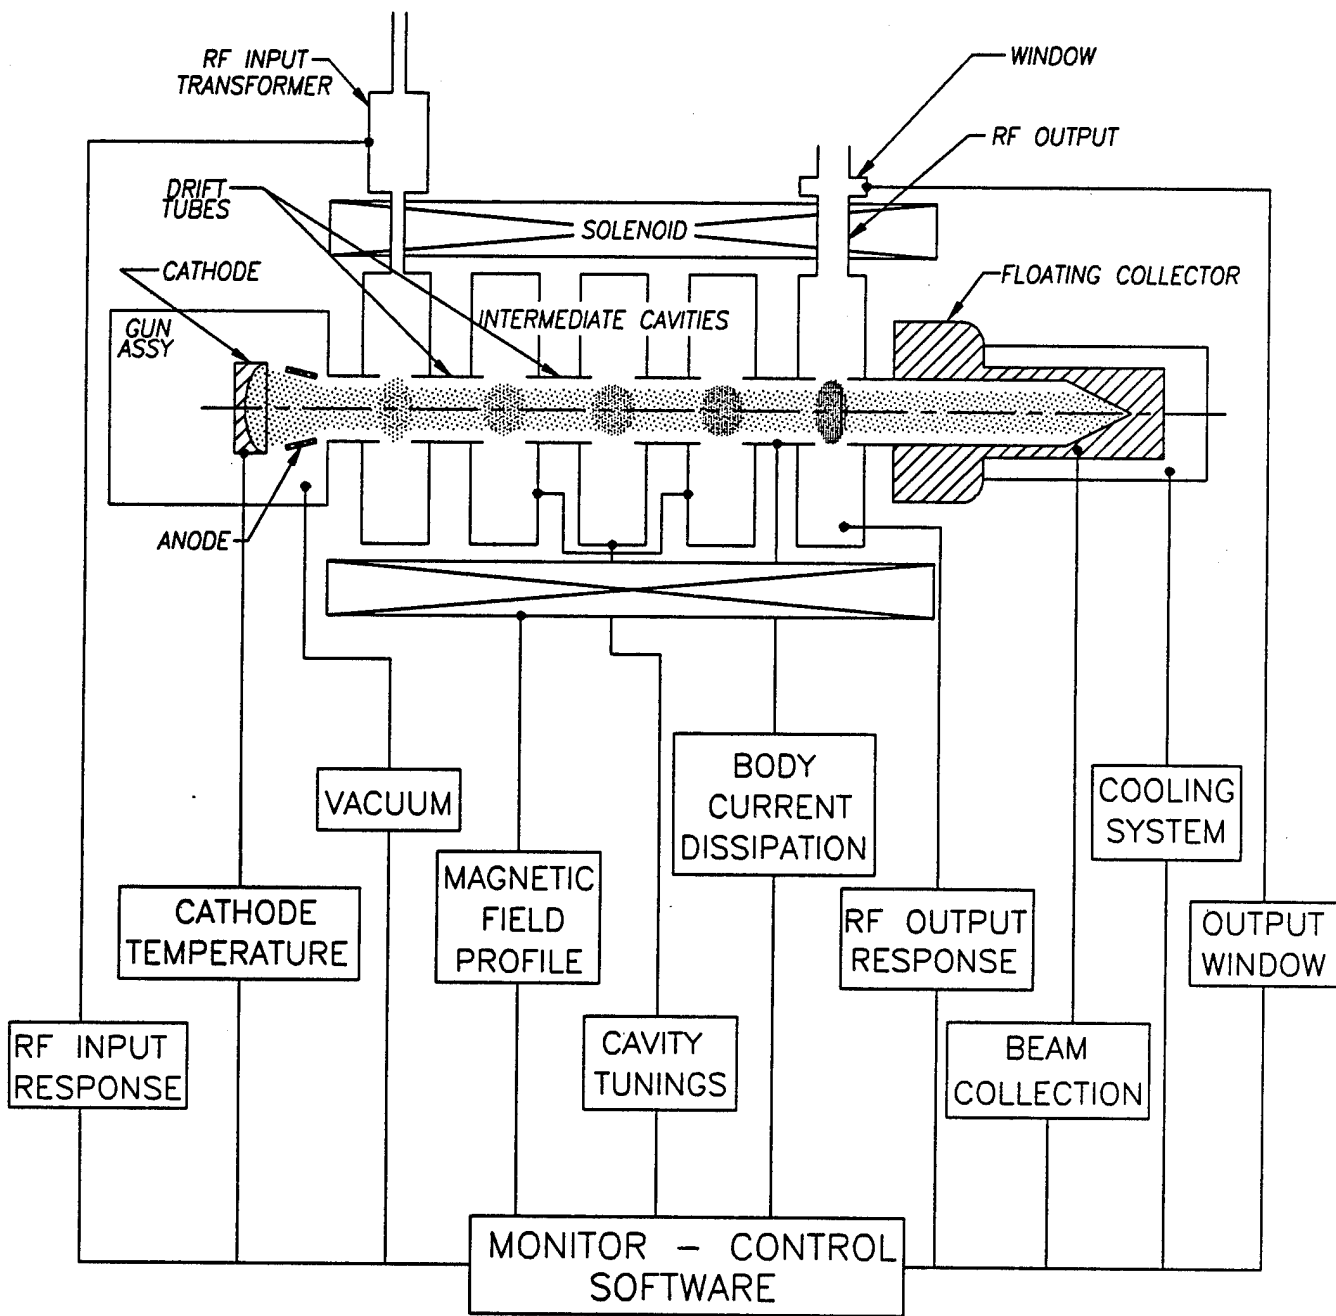 RF INPUT
TRANSFORMER
WINDOW
RF OUTPUT
DRIFT
TUBES
SOLENOID
CATHODE
FLOATING COLLECTOR
GUN
ASSY
INTERMEDIATE CAVITIES
ANODE
VACUUM
BODY
CURRENT
DISSIPATION
COOLING
SYSTEM
MAGNETIC
FIELD
PROFILE
CATHODE
TEMPERATURE
RF OUTPUT
RESPONSE
OUTPUT
WINDOW
RF INPUT
RESPONSE
CAVITY
TUNINGS
BEAM
COLLECTION
MONITOR – CONTROL
SOFTWARE